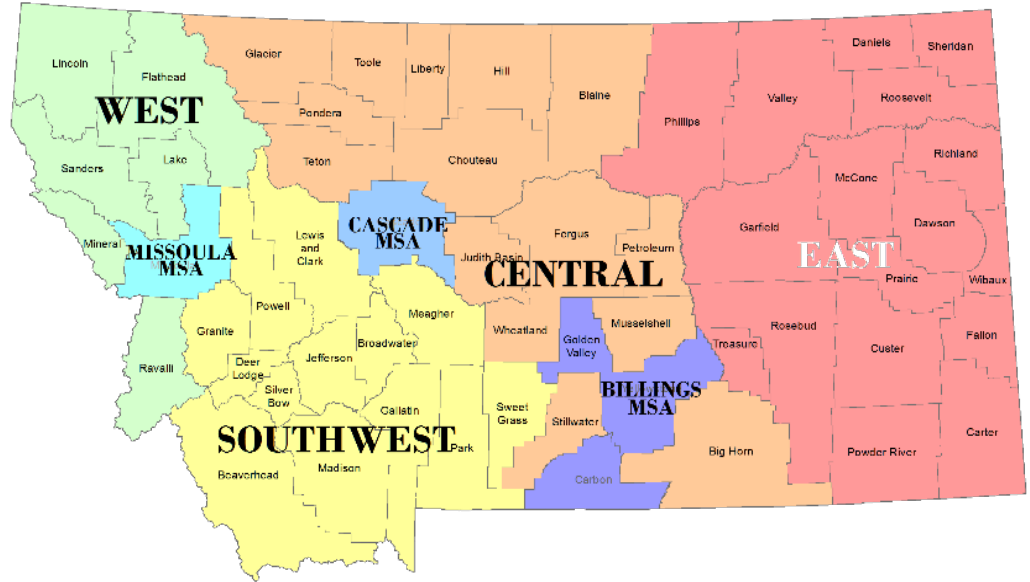 Lincoln
Flathead
WEST
Sanders
Lake
Mineral
MISSOULA
MSA
Ravalli
Glacier
Toole
Liberty
Hill
Blaine
Pondera
Teton
Chouteau
CASCADE
MSA
Fergus
Judith Basin
Petroleum
CENTRAL
Wheatland
Musselshell
Golden
Valley
BILLINGS
MSA
Stillwater
Carbon
Big Horn
Lewis
and
Clark
Powell
Granite
Meagher
Broadwater
Jefferson
Deer
Lodge
Silver
Bow
Gallatin
Sweet
Grass
Park
SOUTHWEST
Beaverhead
Madison
Phillips
Valley
Daniels
Sheridan
Roosevelt
Richland
McCone
Garfield
Dawson
EAST
Prairie
Wibaux
Treasure
Rosebud
Custer
Fallon
Powder River
Carter